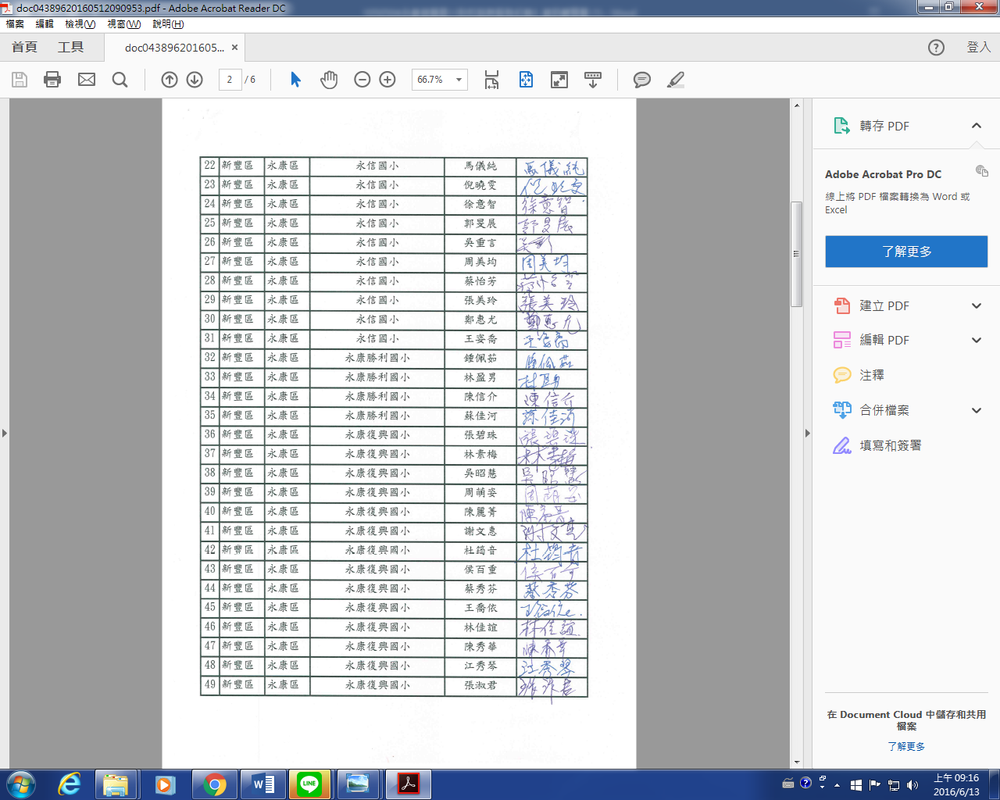 doc04389620160512090953.pdf - Adobe Acrobat Reader DC
檔案 編輯 檢視(V) 視窗(W) 說明(H)
首頁 工具 doc043896201605... × 登入
2 / 6 66.7%
22 新豐區 永康區 永信國小 馬儀純 馬儀純
23 新豐區 永康區 永信國小 倪曉雯
24 新豐區 永康區 永信國小 徐意智 徐意智
25 新豐區 永康區 永信國小 郭旻展 郭旻展
26 新豐區 永康區 永信國小 吳重言
27 新豐區 永康區 永信國小 周美均 周美均
28 新豐區 永康區 永信國小 蔡怡芳
29 新豐區 永康區 永信國小 張美玲 張美玲
30 新豐區 永康區 永信國小 鄭惠尤 鄭惠尤
31 新豐區 永康區 永信國小 王姿喬 王姿喬
32 新豐區 永康區 永康勝利國小 鍾佩茹
33 新豐區 永康區 永康勝利國小 林盈男
34 新豐區 永康區 永康勝利國小 陳信介 陳信介
35 新豐區 永康區 永康勝利國小 蘇佳河
36 新豐區 永康區 永康復興國小 張碧珠 張碧珠
37 新豐區 永康區 永康復興國小 林素梅
38 新豐區 永康區 永康復興國小 吳昭慧 吳昭慧
39 新豐區 永康區 永康復興國小 周萌姿 周萌姿
40 新豐區 永康區 永康復興國小 陳麗菁
41 新豐區 永康區 永康復興國小 謝文惠 謝文惠
42 新豐區 永康區 永康復興國小 杜筠音 杜筠音
43 新豐區 永康區 永康復興國小 侯百重
44 新豐區 永康區 永康復興國小 蔡秀芬 蔡秀芬
45 新豐區 永康區 永康復興國小 王喬依
46 新豐區 永康區 永康復興國小 林佳誼 林佳誼
47 新豐區 永康區 永康復興國小 陳秀華 陳秀華
48 新豐區 永康區 永康復興國小 江秀琴 江秀琴
49 新豐區 永康區 永康復興國小 張淑君 張淑君
轉存 PDF
Adobe Acrobat Pro DC
線上將 PDF 檔案轉換為 Word 或
Excel
了解更多
建立 PDF
編輯 PDF
注釋
合併檔案
填寫和簽署
在 Document Cloud 中儲存和共用
檔案
了解更多
LINE
上午 09:16
2016/6/13